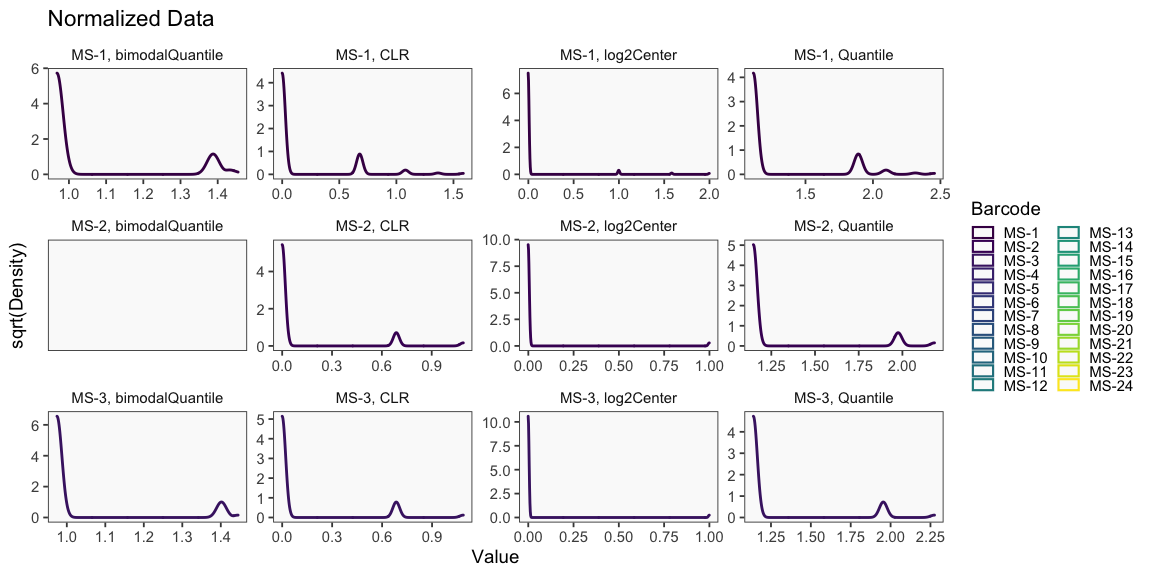 Normalized Data
MS-1, bimodalQuantile MS-1, CLR MS-1, log2Center MS-1, Quantile
6
4
2
0
4
3
2
1
0
6
4
2
0
4
3
2
1
0
1.0 1.1 1.2 1.3 1.4 0.0 0.5 1.0 1.5 0.0 0.5 1.0 1.5 2.0 1.5 2.0 2.5
MS-2, bimodalQuantile MS-2, CLR MS-2, log2Center MS-2, Quantile
4
2
0
10.0
7.5
5.0
2.5
0.0
5
4
3
2
1
0
0.0 0.3 0.6 0.9 0.00 0.25 0.50 0.75 1.00 1.25 1.50 1.75 2.00
MS-3, bimodalQuantile MS-3, CLR MS-3, log2Center MS-3, Quantile
6
4
2
0
5
4
3
2
1
0
10.0
7.5
5.0
2.5
0.0
4
3
2
1
0
1.0 1.1 1.2 1.3 1.4 0.0 0.3 0.6 0.9 0.00 0.25 0.50 0.75 1.00 1.25 1.50 1.75 2.00 2.25
Value
sqrt(Density)
Barcode
MS-1 MS-13
MS-2 MS-14
MS-3 MS-15
MS-4 MS-16
MS-5 MS-17
MS-6 MS-18
MS-7 MS-19
MS-8 MS-20
MS-9 MS-21
MS-10 MS-22
MS-11 MS-23
MS-12 MS-24